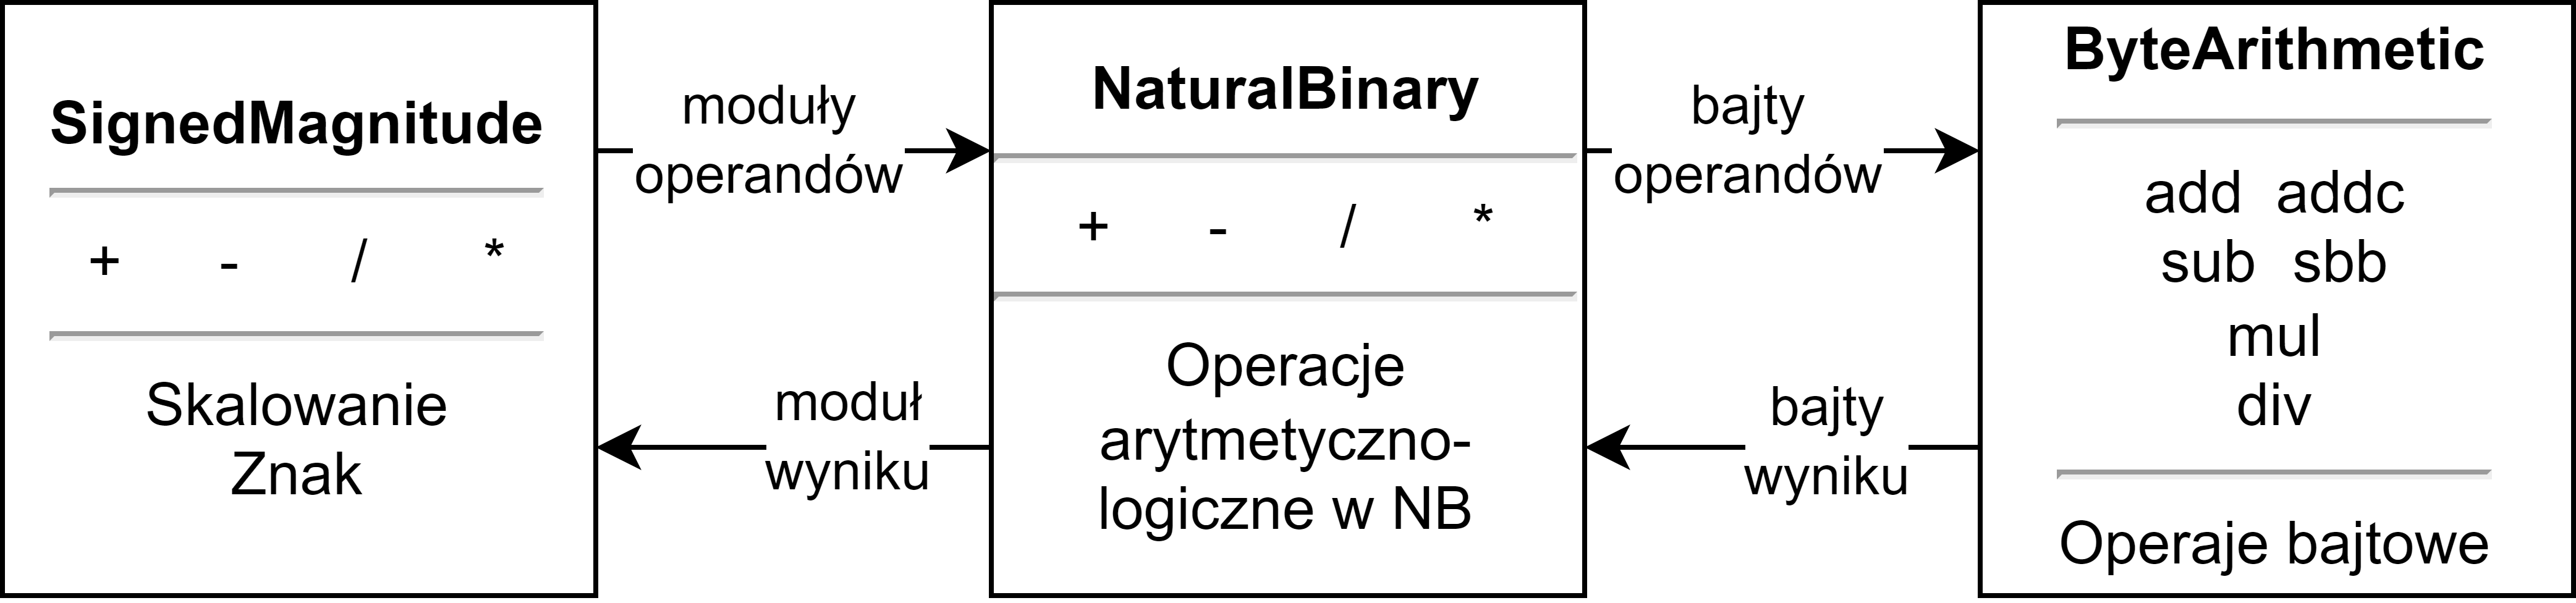 SignedMagnitude
+ - / *
Skalowanie
Znak
moduły
operandów
moduł
wyniku
NaturalBinary
+ - / *
Operacje
arytmetyczno-
logiczne w NB
bajty
operandów
bajty
wyniku
ByteArithmetic
add addc
sub sbb
mul
div
Operaje bajtowe